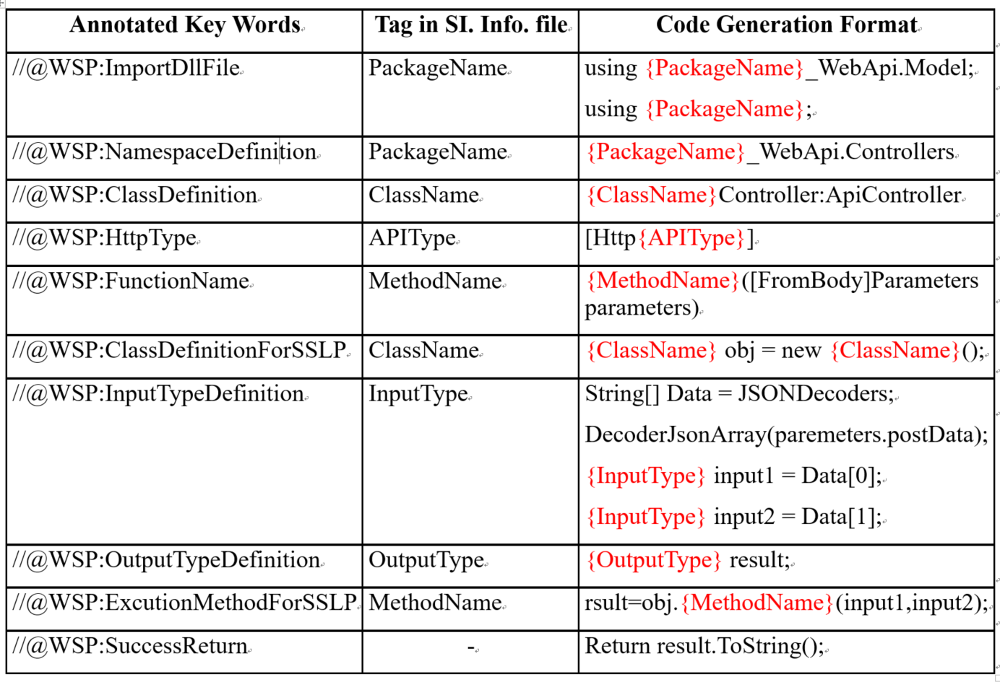 Annotated Key Words Tag in SI. Info. file Code Generation Format
//@WSP:ImportDllFile PackageName using {PackageName}_WebApi.Model;
using {PackageName};
//@WSP:NamespaceDefinition PackageName {PackageName}_WebApi.Controllers
//@WSP:ClassDefinition ClassName {ClassName}Controller:ApiController
//@WSP:HttpType APIType [Http{APIType}]
//@WSP:FunctionName MethodName {MethodName}([FromBody]Parameters
parameters)
//@WSP:ClassDefinitionForSSLP ClassName {ClassName} obj = new {ClassName}();
//@WSP:InputTypeDefinition InputType String[] Data = JSONDecoders;
DecoderJsonArray(paremeters.postData);
{InputType} input1 = Data[0];
{InputType} input2 = Data[1];
//@WSP:OutputTypeDefinition OutputType {OutputType} result;
//@WSP:ExcutionMethodForSSLP MethodName rsult=obj.{MethodName}(input1,input2);
//@WSP:SuccessReturn - Return result.ToString();